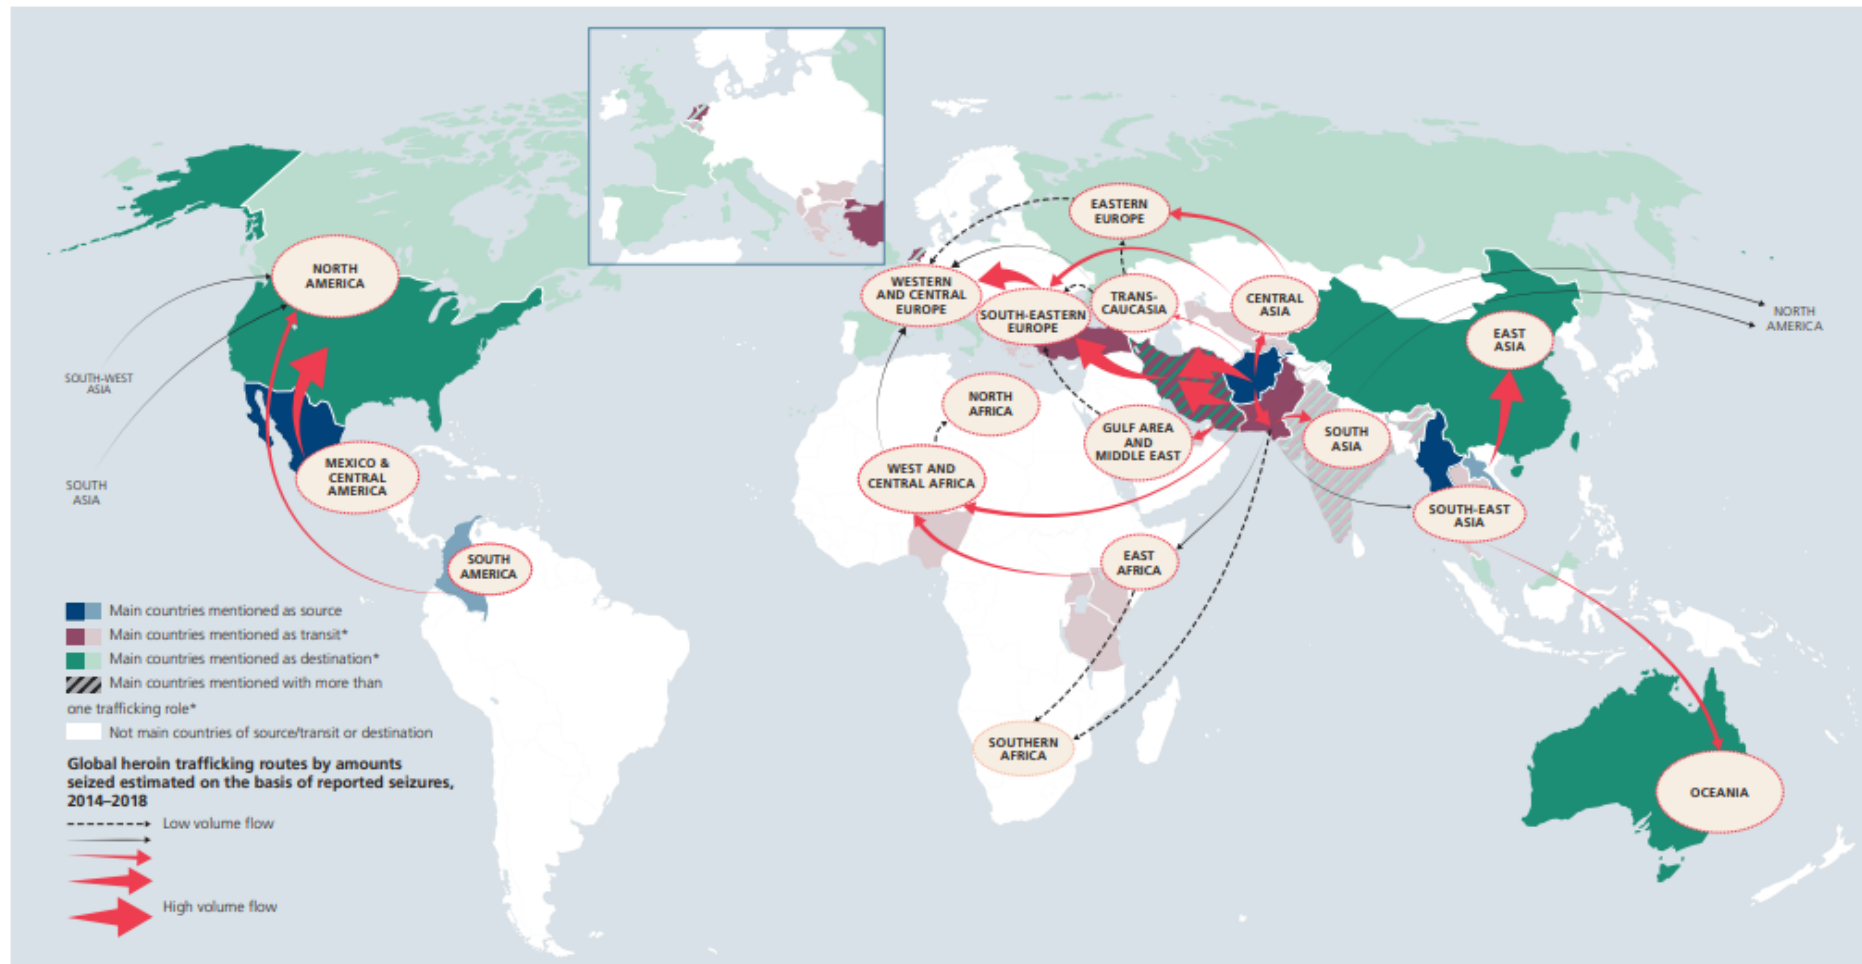 EASTERN
EUROPE
NORTH
AMERICA
WESTERN
AND CENTRAL
EUROPE
SOUTH-EASTERN
EUROPE
TRANS-
CAUCASIA
CENTRAL
ASIA
EAST
ASIA
NORTH
AMERICA
SOUTH-WEST
ASIA
NORTH
AFRICA
GULF AREA
AND
MIDDLE EAST
SOUTH
ASIA
MEXICO &
CENTRAL
AMERICA
WEST AND
CENTRAL AFRICA
SOUTH
ASIA
SOUTH-EAST
ASIA
SOUTH
AMERICA
EAST
AFRICA
SOUTHERN
AFRICA
OCEANIA
Main countries mentioned as source
Main countries mentioned as transit*
Main countries mentioned as destination*
Main countries mentioned with more than
one trafficking role*
Not main countries of source/transit or destination
Global heroin trafficking routes by amounts
seized estimated on the basis of reported seizures,
2014–2018
Low volume flow
High volume flow